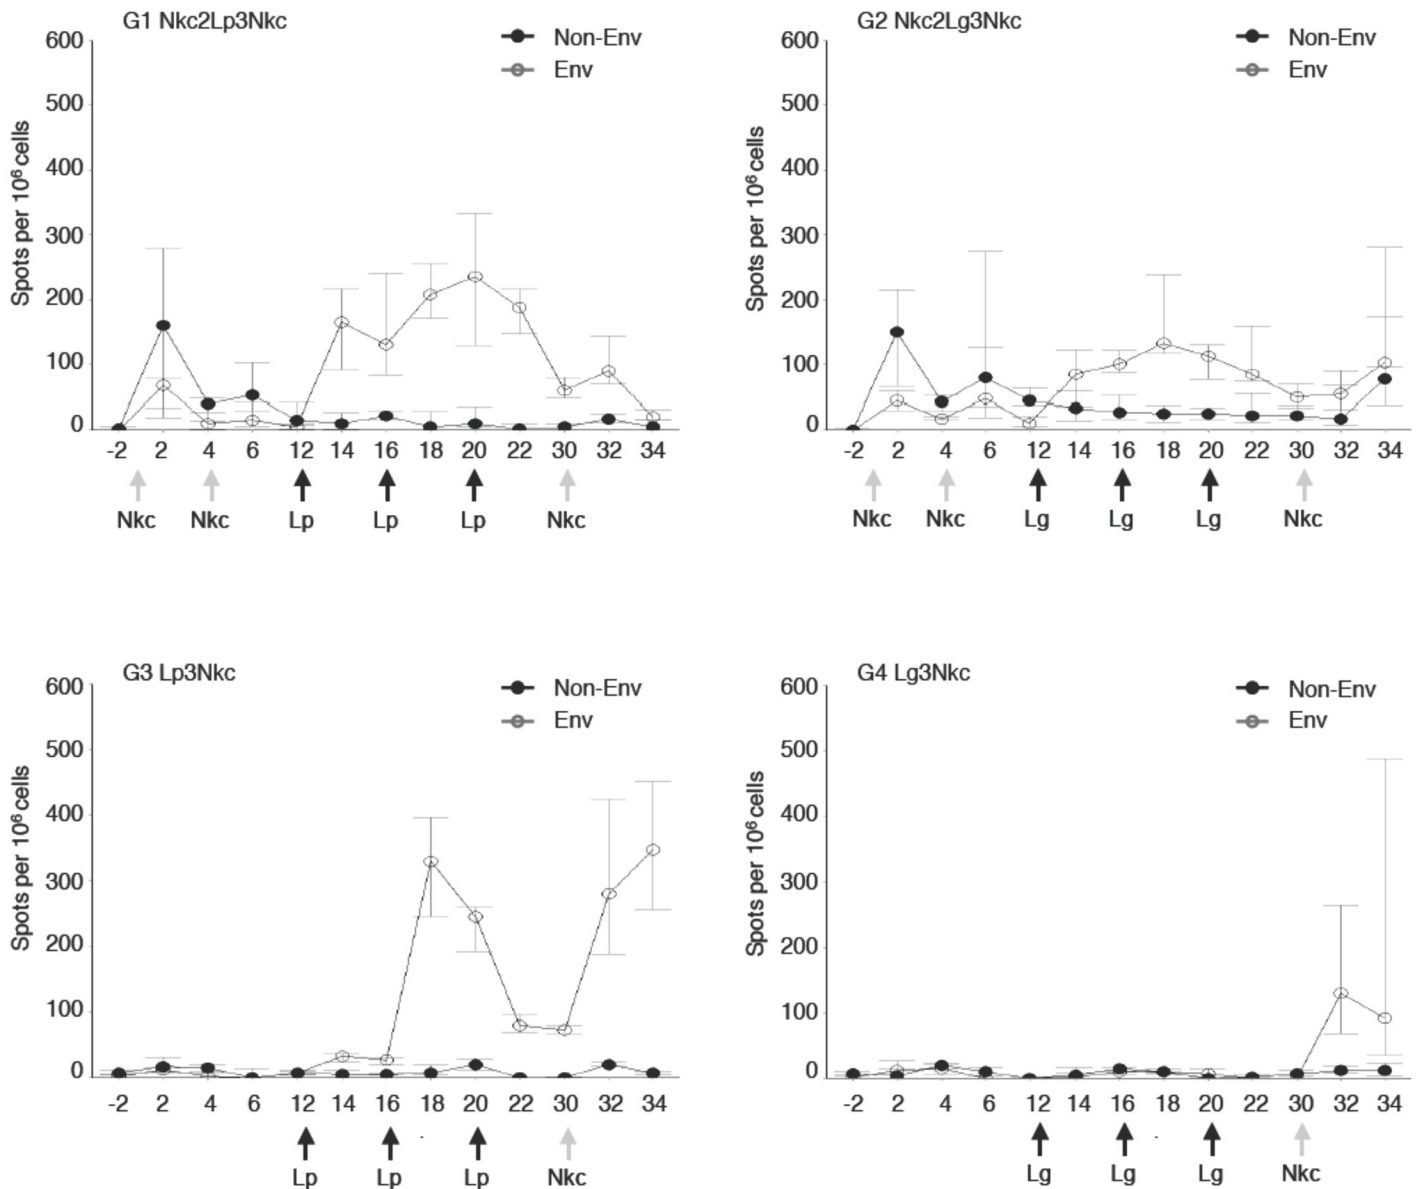 G1 Nkc2Lp3Nkc
Non-Env
Env
Spots per 10⁶ cells
600
500
400
300
200
100
0
-2 2 4 6 12 14 16 18 20 22 30 32 34
Nkc Nkc Lp Lp Lp Nkc
G2 Nkc2Lg3Nkc
Non-Env
Env
Spots per 10⁶ cells
600
500
400
300
200
100
0
-2 2 4 6 12 14 16 18 20 22 30 32 34
Nkc Nkc Lg Lg Lg Nkc
G3 Lp3Nkc
Non-Env
Env
Spots per 10⁶ cells
600
500
400
300
200
100
0
-2 2 4 6 12 14 16 18 20 22 30 32 34
Lp Lp Lp Nkc
G4 Lg3Nkc
Non-Env
Env
Spots per 10⁶ cells
600
500
400
300
200
100
0
-2 2 4 6 12 14 16 18 20 22 30 32 34
Lg Lg Lg Nkc